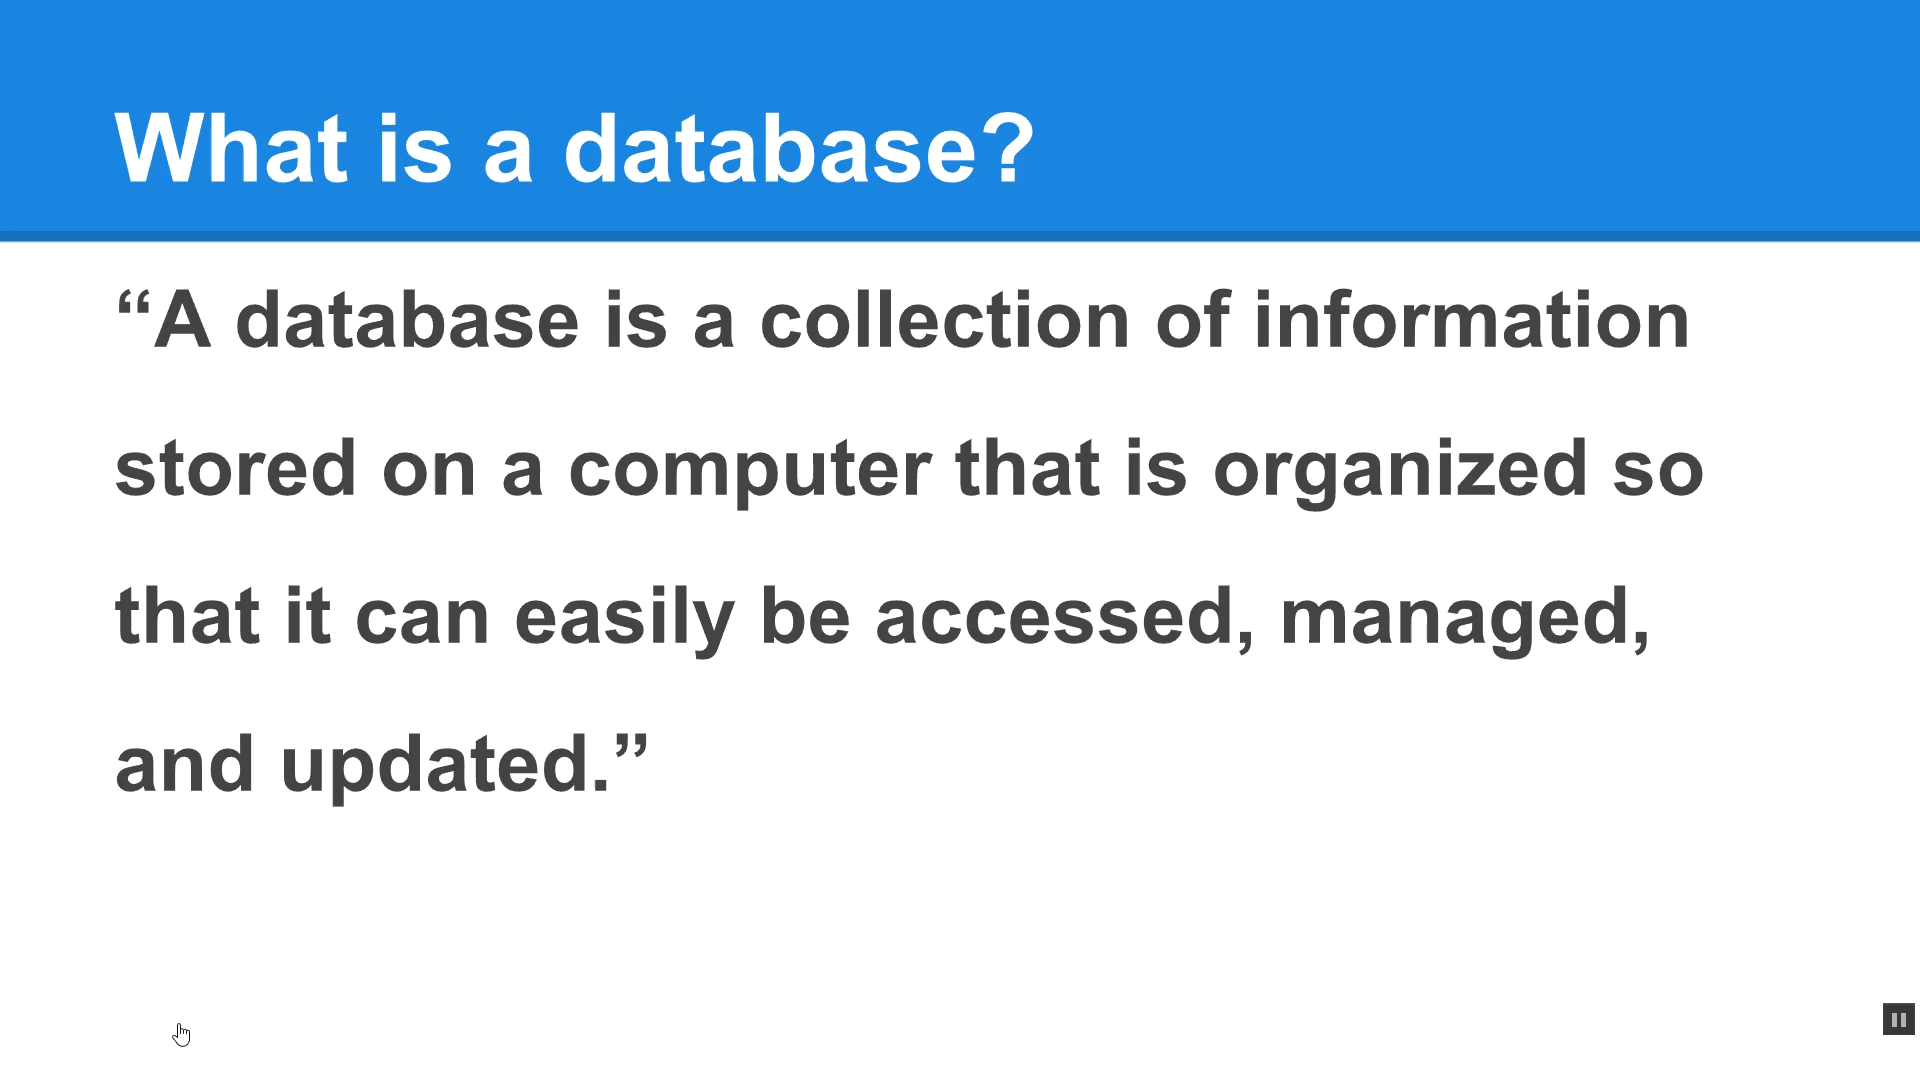 What is a database?
“A database is a collection of information
stored on a computer that is organized so
that it can easily be accessed, managed,
and updated.”